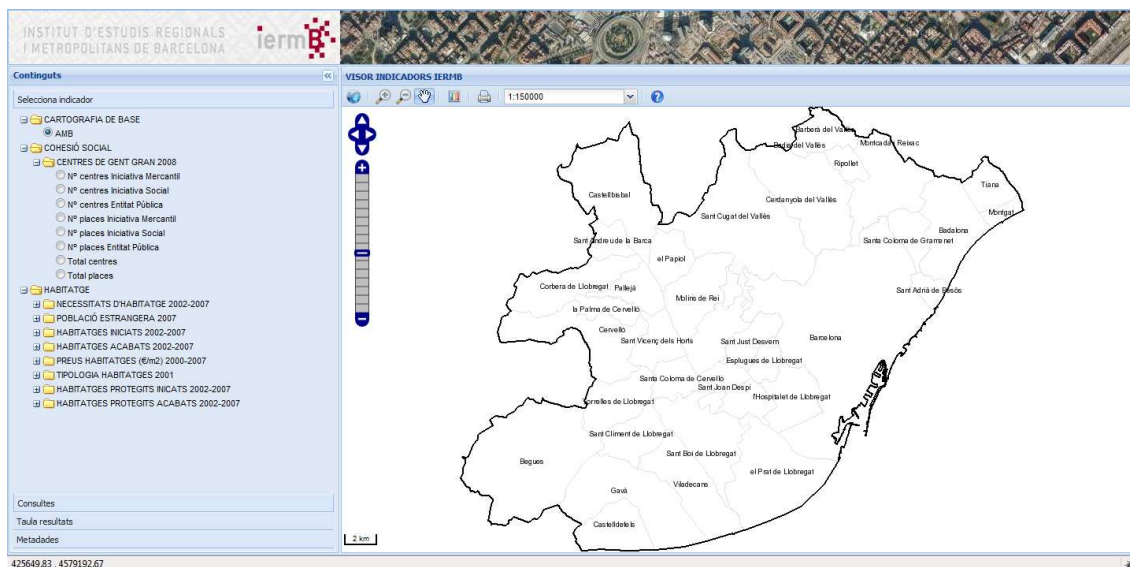 INSTITUT D'ESTUDIS REGIONALS
I METROPOLITANS DE BARCELONA
iermB
Continguts
Selecciona indicador
CARTOGRAFIA DE BASE
AMB
COHESIÓ SOCIAL
CENTRES DE GENT GRAN 2008
Nº centres Iniciativa Mercantil
Nº centres Iniciativa Social
Nº centres Entitat Pública
Nº places Iniciativa Mercantil
Nº places Iniciativa Social
Nº places Entitat Pública
Total centres
Total places
HABITATGE
NECESSITATS D'HABITATGE 2002-2007
POBLACIÓ ESTRANGERA 2007
HABITATGES INICIATS 2002-2007
HABITATGES ACABATS 2002-2007
PREUS HABITATGES (€/m2) 2000-2007
TIPOLOGIA HABITATGES 2001
HABITATGES PROTEGITS INICATS 2002-2007
HABITATGES PROTEGITS ACABATS 2002-2007
Consultes
Taula resultats
Metadades
425649.83 , 4579192.67
VISOR INDICADORS IERMB
1:150000
Barberà del Vallès
Badia del Vallès
Montcada i Reixac
Ripollet
Tiana
Castellbisbal
Cerdanyola del Vallès
Montgat
Sant Cugat del Vallès
Badalona
Sant Andreu de la Barca
Santa Coloma de Gramenet
el Papiol
Corbera de Llobregat
Pallejà
Sant Adrià de Besòs
Molins de Rei
la Palma de Cervelló
Cervelló
Sant Vicenç dels Horts
Sant Just Desvern
Barcelona
Esplugues de Llobregat
Santa Coloma de Cervelló
Sant Joan Despí
l'Hospitalet de Llobregat
Torrelles de Llobregat
Sant Climent de Llobregat
Sant Boi de Llobregat
Begues
el Prat de Llobregat
Gavà
Viladecans
Castelldefels
2 km